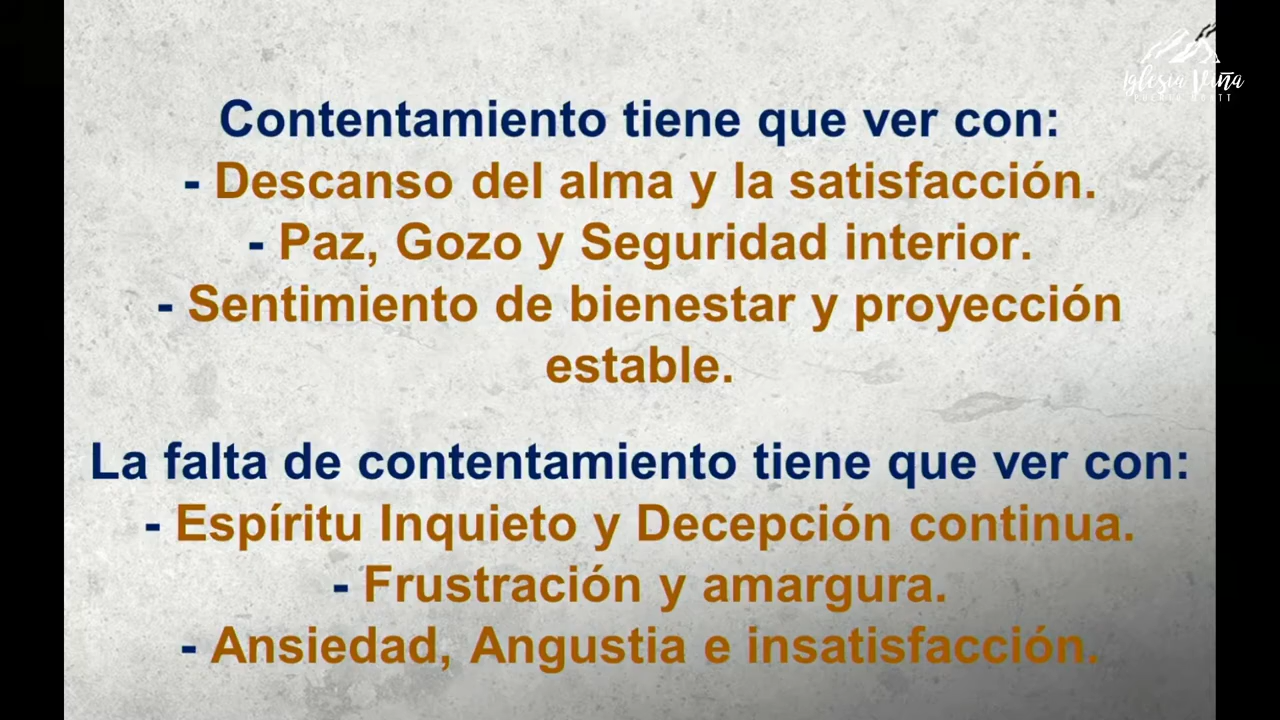 Iglesia Viña
Contentamiento tiene que ver con:
- Descanso del alma y la satisfacción.
- Paz, Gozo y Seguridad interior.
- Sentimiento de bienestar y proyección
estable.
La falta de contentamiento tiene que ver con:
- Espíritu Inquieto y Decepción continua.
- Frustración y amargura.
- Ansiedad, Angustia e insatisfacción.